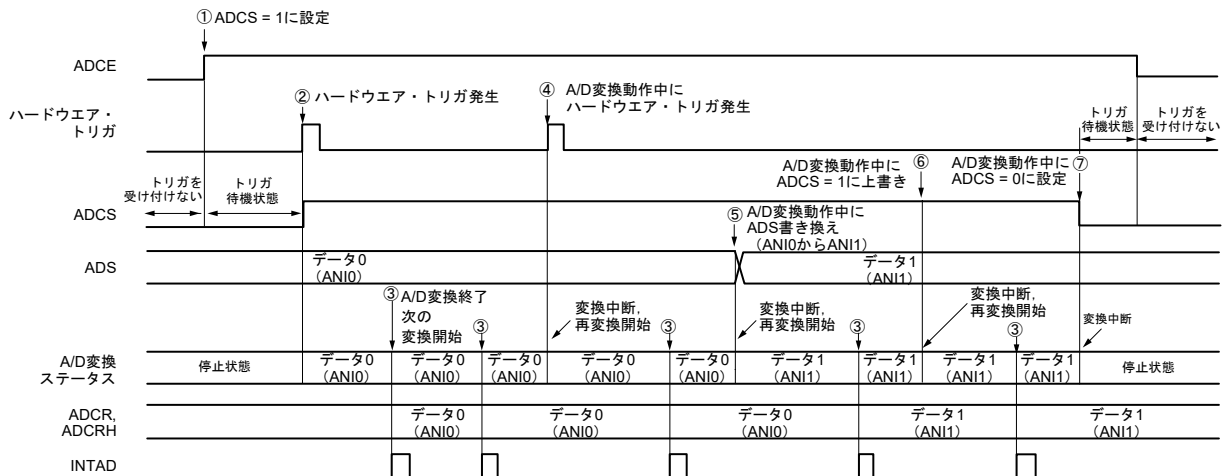 ① ADCS = 1に設定
ADCE
② ハードウエア・トリガ発生
④ A/D変換動作中に
ハードウエア・トリガ発生
ハードウエア・
トリガ
トリガ
待機状態
トリガを
受け付けない
トリガを
受け付けない
トリガ
待機状態
A/D変換動作中に ⑥
ADCS = 1に上書き
A/D変換動作中に ⑦
ADCS = 0に設定
ADCS
⑤ A/D変換動作中に
ADS書き換え
(ANI0からANI1)
ADS
データ0
(ANI0)
データ1
(ANI1)
③ A/D変換終了
次の
変換開始
③
変換中断,
再変換開始
③
変換中断,
再変換開始
③
変換中断,
再変換開始
③
変換中断
A/D変換
ステータス
停止状態
データ0
(ANI0)
データ0
(ANI0)
データ0
(ANI0)
データ0
(ANI0)
データ0
(ANI0)
データ1
(ANI1)
データ1
(ANI1)
データ1
(ANI1)
データ1
(ANI1)
停止状態
ADCR,
ADCRH
データ0
(ANI0)
データ0
(ANI0)
データ0
(ANI0)
データ1
(ANI1)
データ1
(ANI1)
INTAD